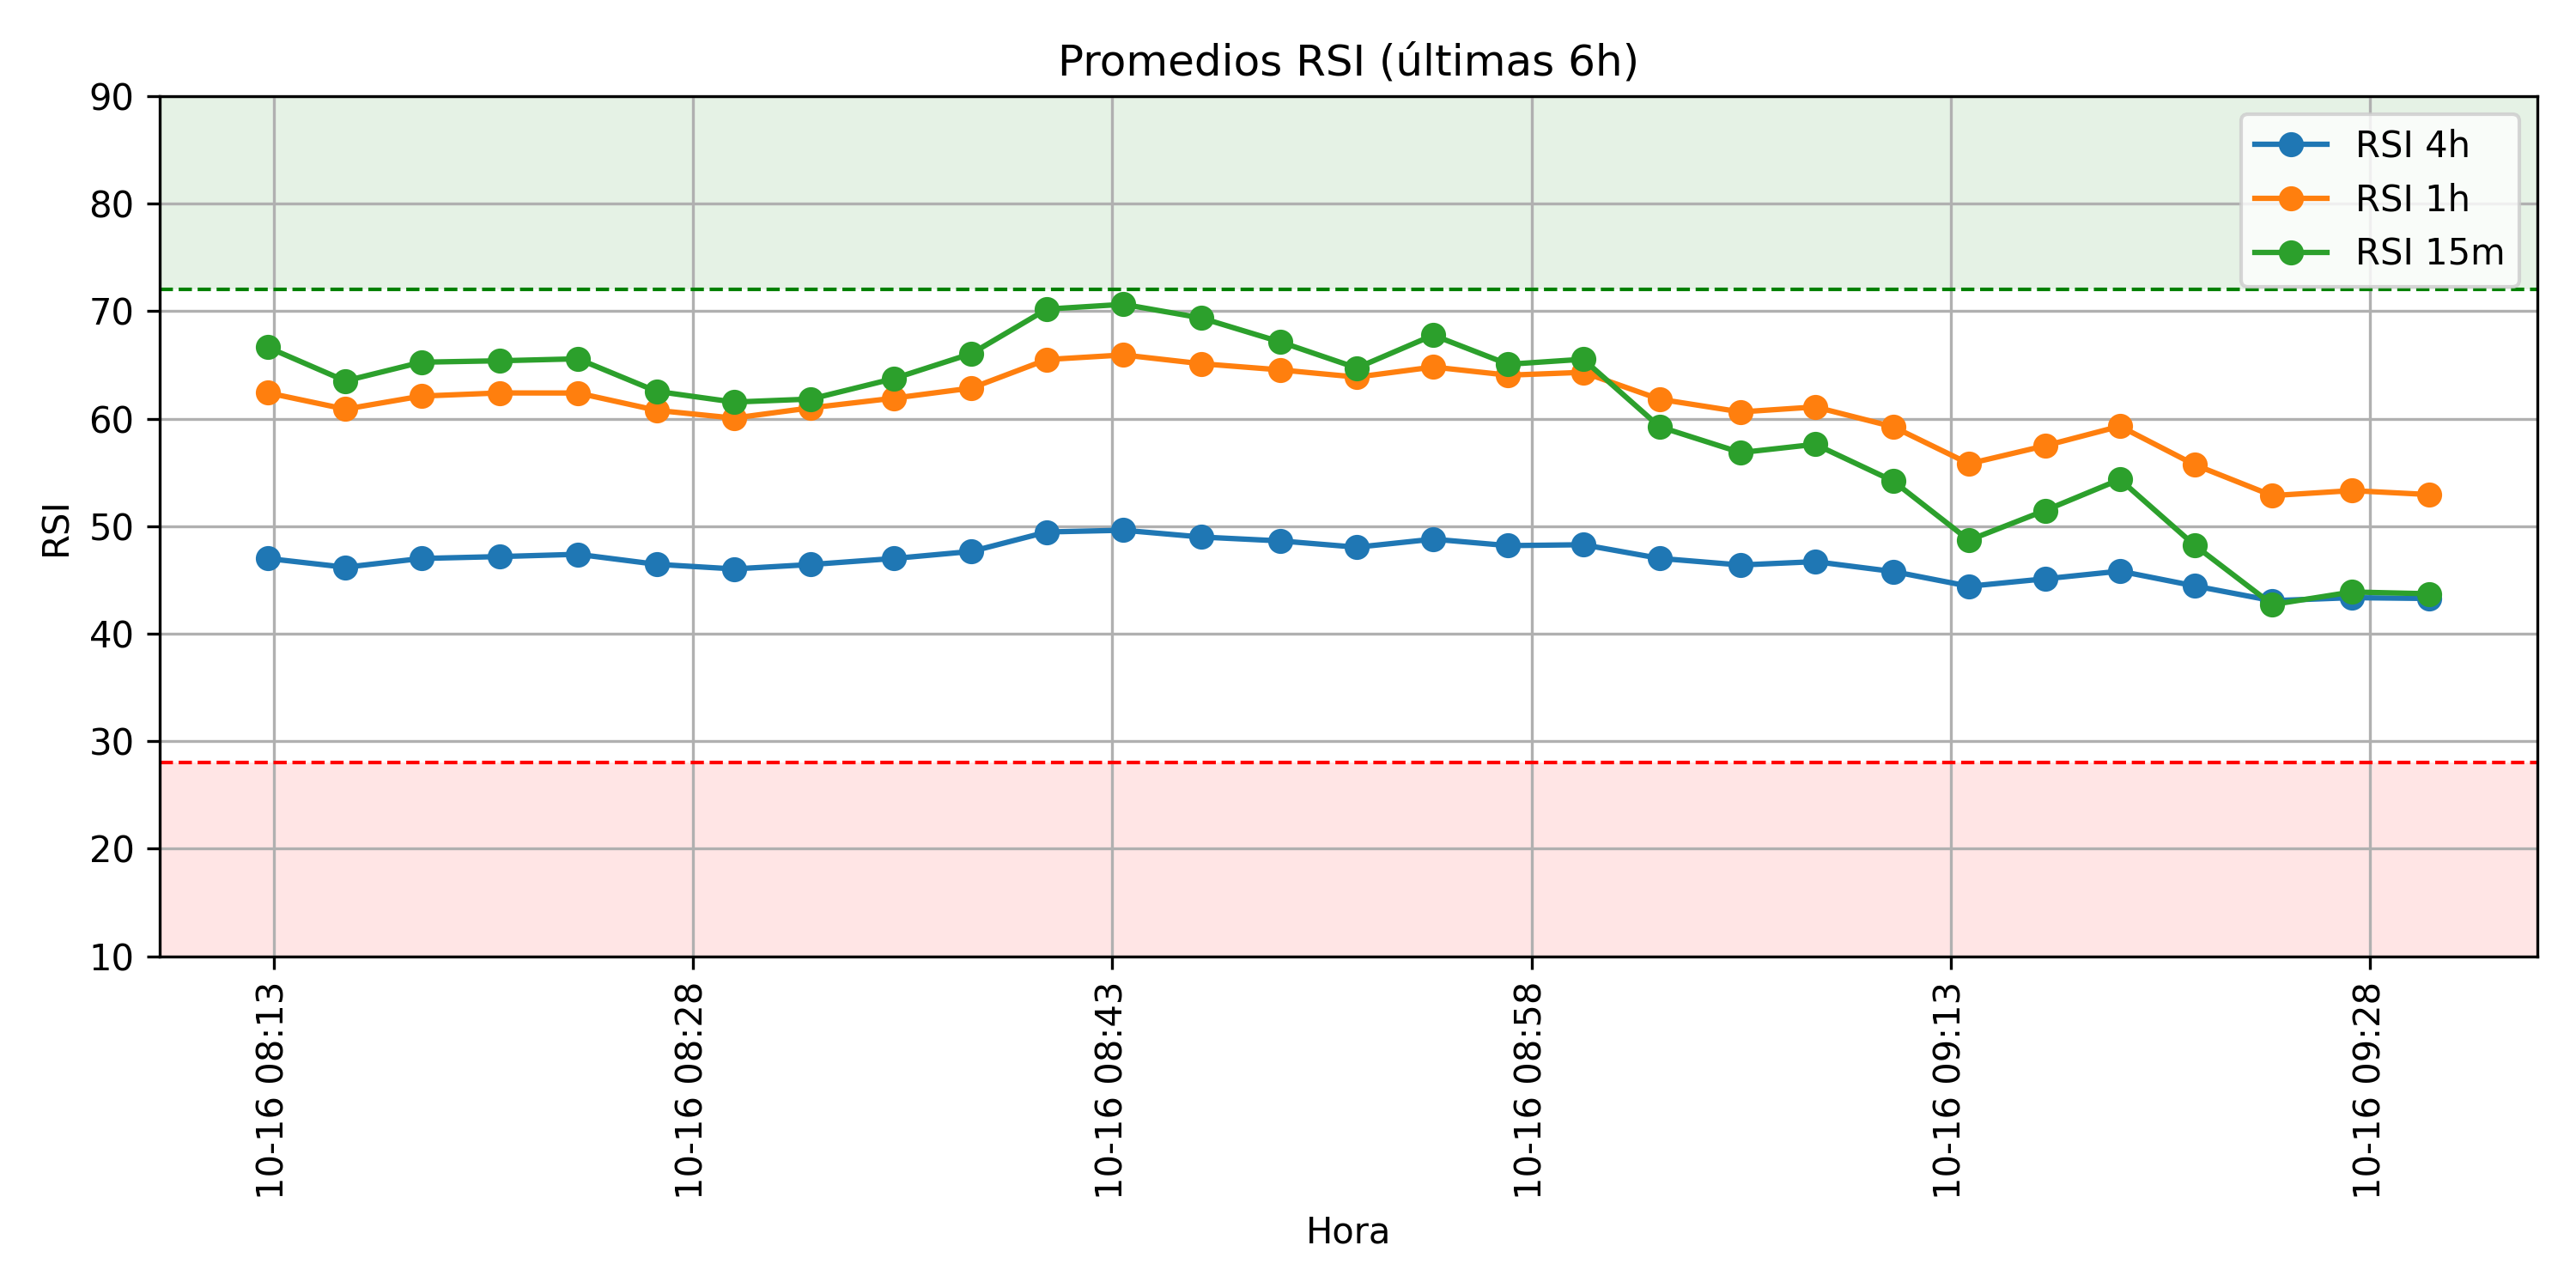 Promedios RSI (últimas 6h)
90
80
70
60
50
40
30
20
10
RSI
RSI 4h
RSI 1h
RSI 15m
10-16 08:13
10-16 08:28
10-16 08:43
10-16 08:58
10-16 09:13
10-16 09:28
Hora